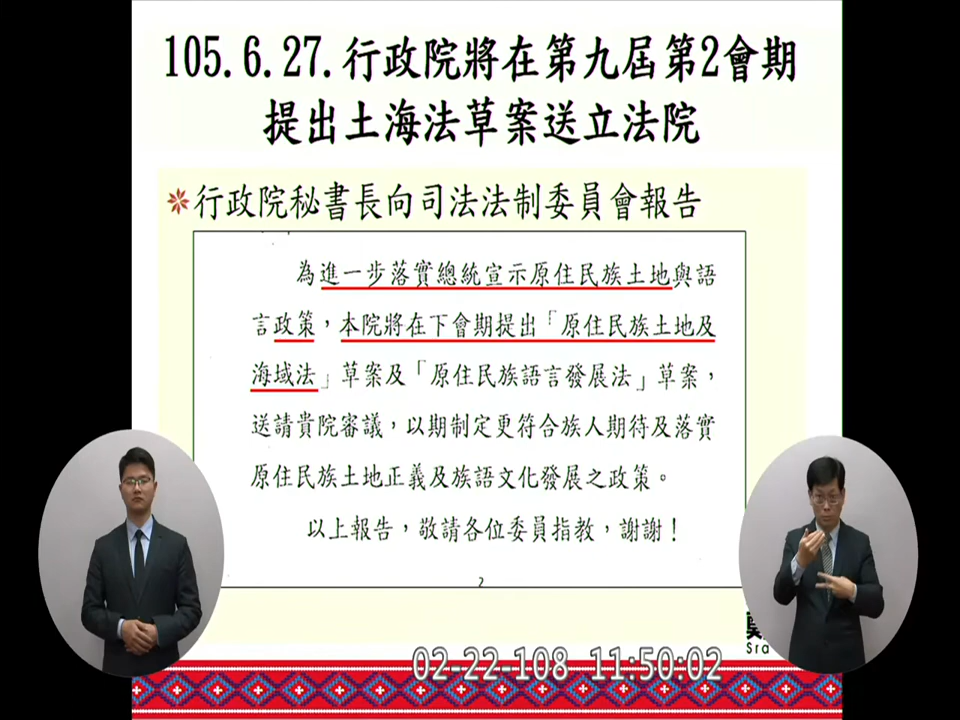 105.6.27.行政院將在第九屆第2會期
提出土海法草案送立法院
行政院秘書長向司法法制委員會報告
為進一步落實總統宣示原住民族土地與語
言政策，本院將在下會期提出「原住民族土地及
海域法」草案及「原住民族語言發展法」草案，
送請貴院審議，以期制定更符合族人期待及落實
原住民族土地正義及族語文化發展之政策。
以上報告，敬請各位委員指教，謝謝！
2
Sra
02-22-108 11:50:02